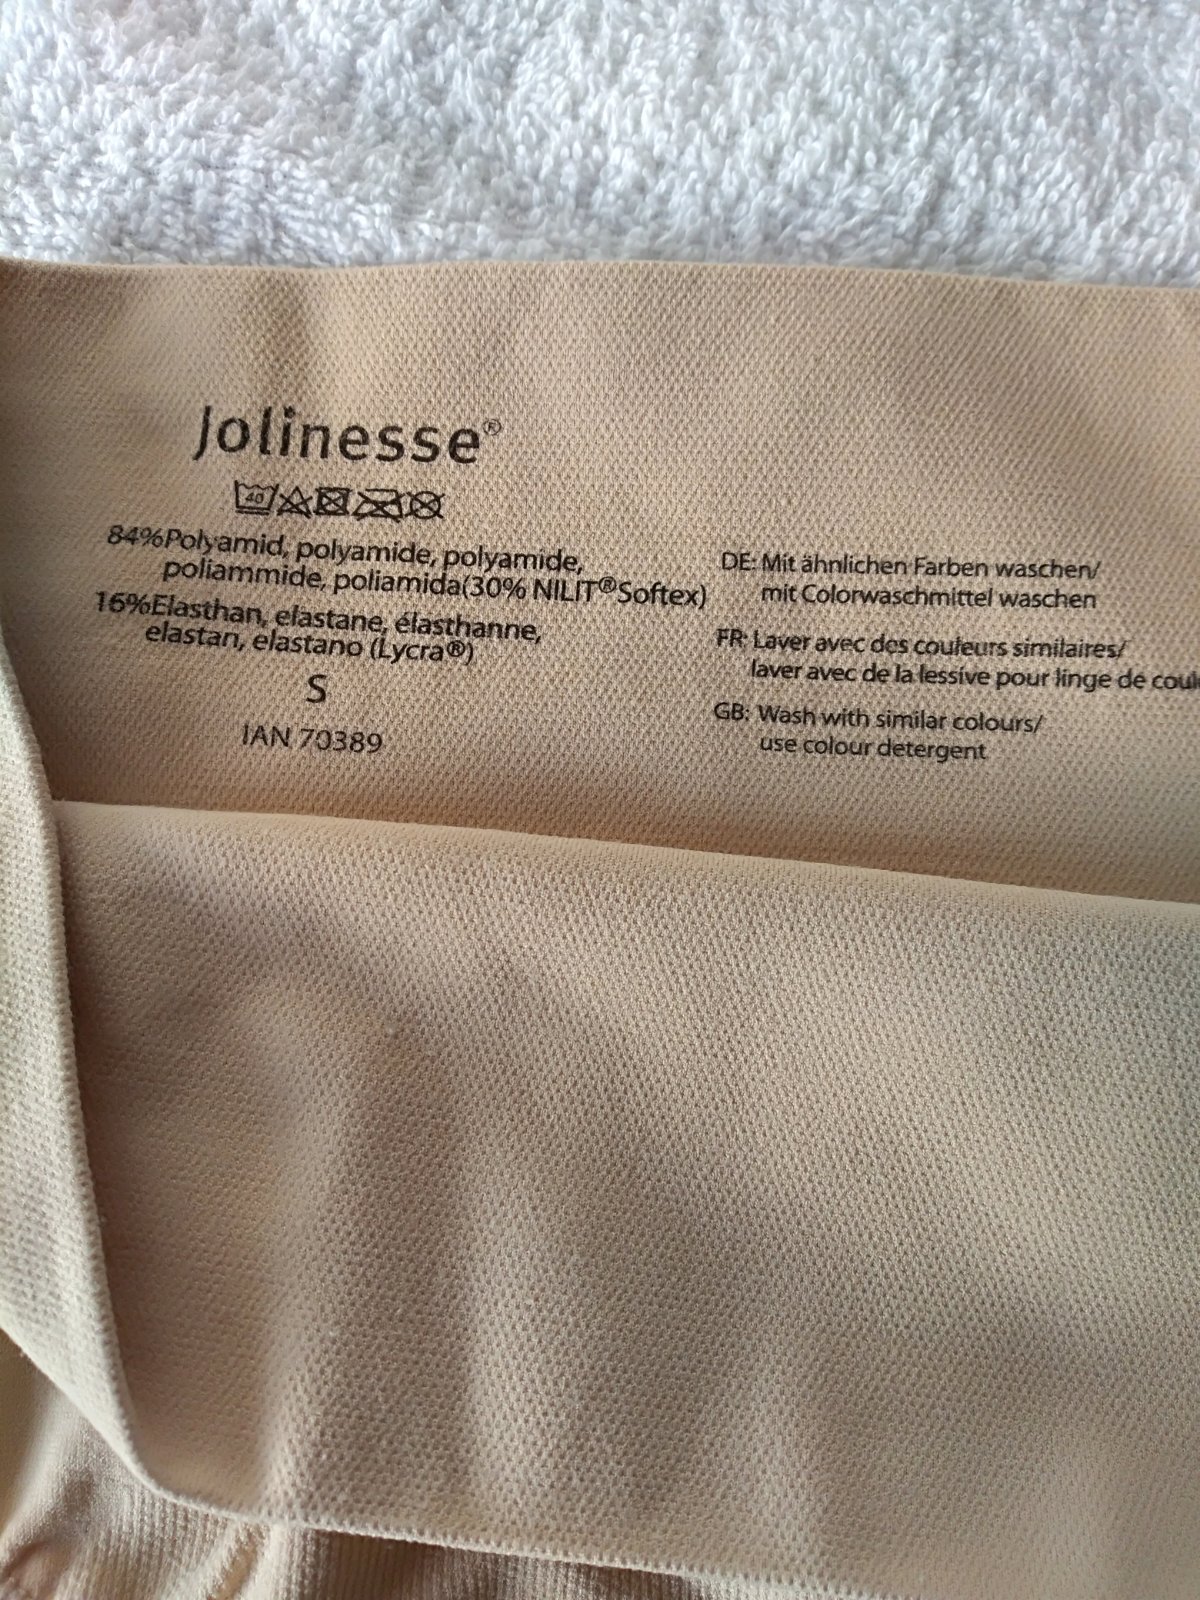 Jolinesse®
40
84%Polyamid, polyamide, polyamide,
poliammide, poliamida(30% NILIT®Softex)
16%Elasthan, elastane, élasthanne,
elastan, elastano (Lycra®)
S
IAN 70389
DE: Mit ähnlichen Farben waschen/
mit Colorwaschmittel waschen
FR: Laver avec des couleurs similaires/
laver avec de la lessive pour linge de
GB: Wash with similar colours/
use colour detergent